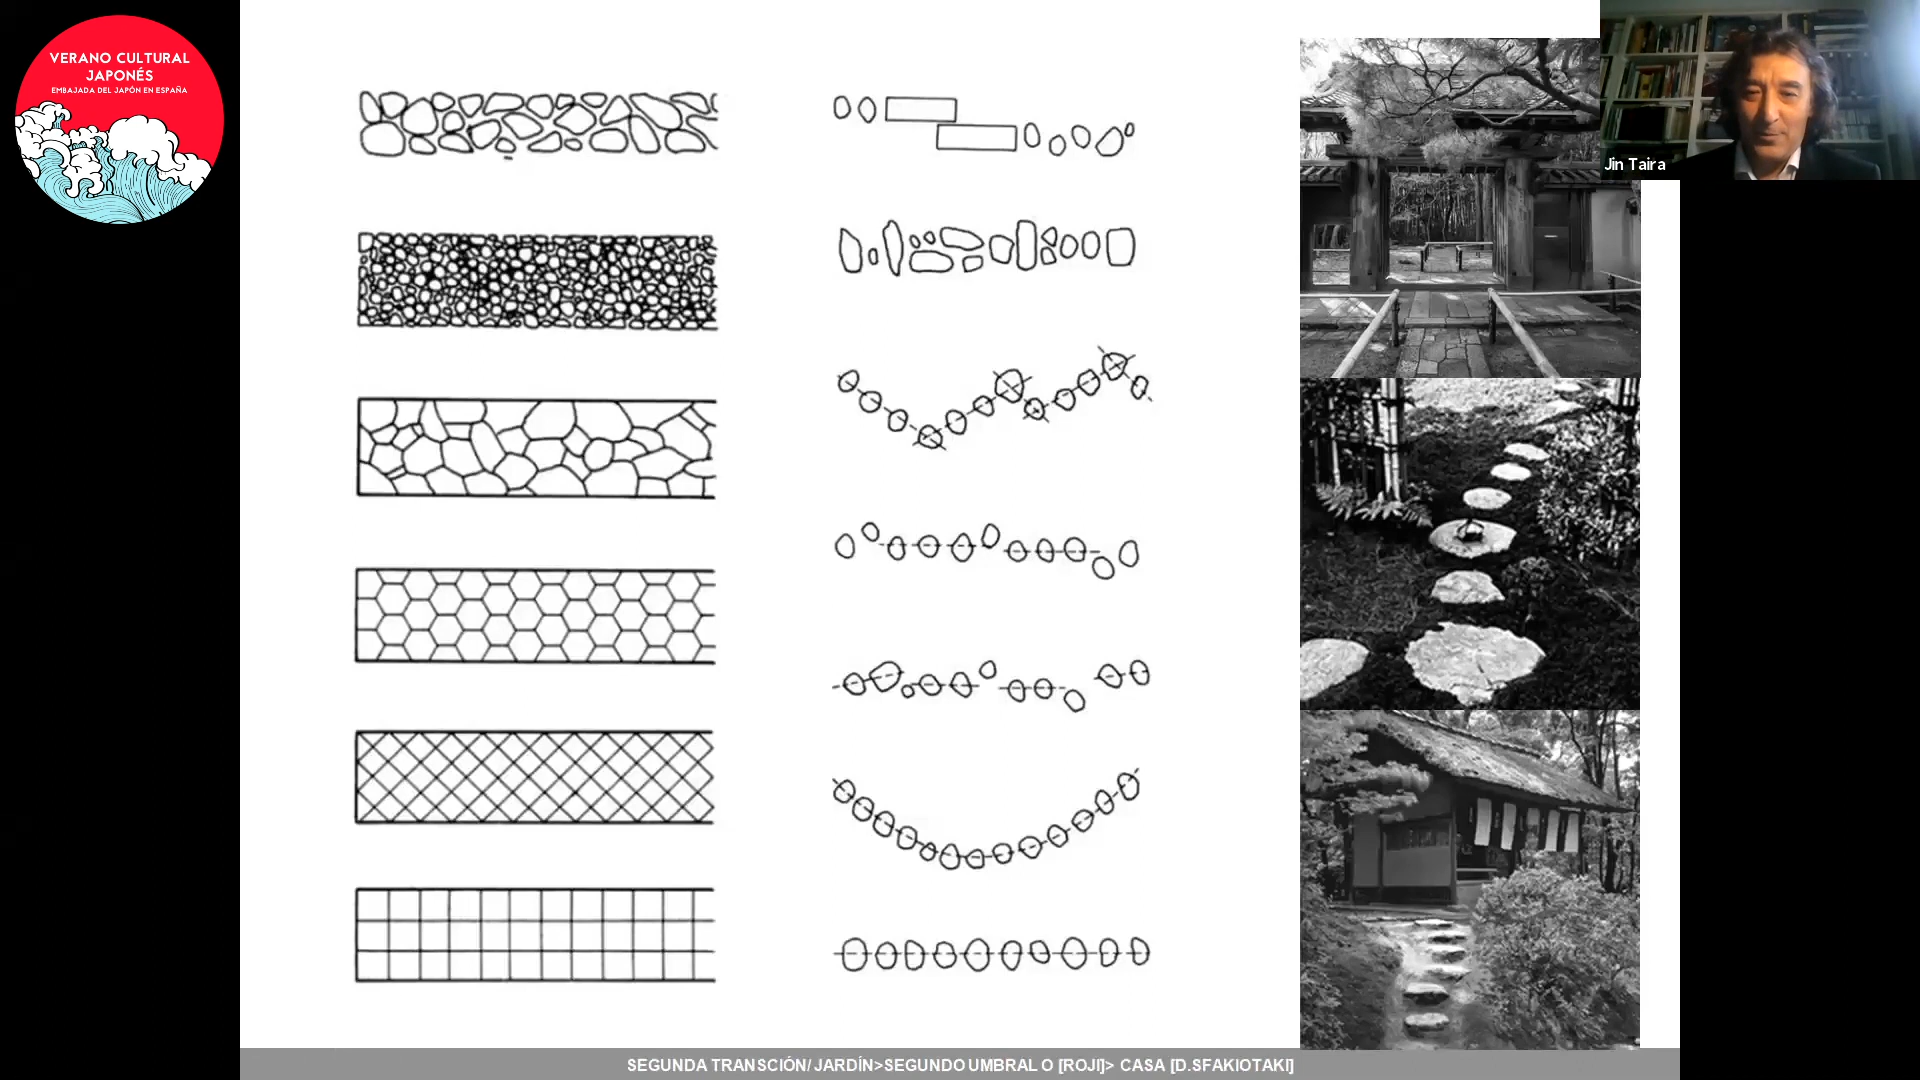 VERANO CULTURAL
JAPONÉS
EMBAJADA DEL JAPÓN EN ESPAÑA
Jin Taira
SEGUNDA TRANSCIÓN/ JARDÍN>SEGUNDO UMBRAL O [ROJI]> CASA [D.SFAKIOTAKI]